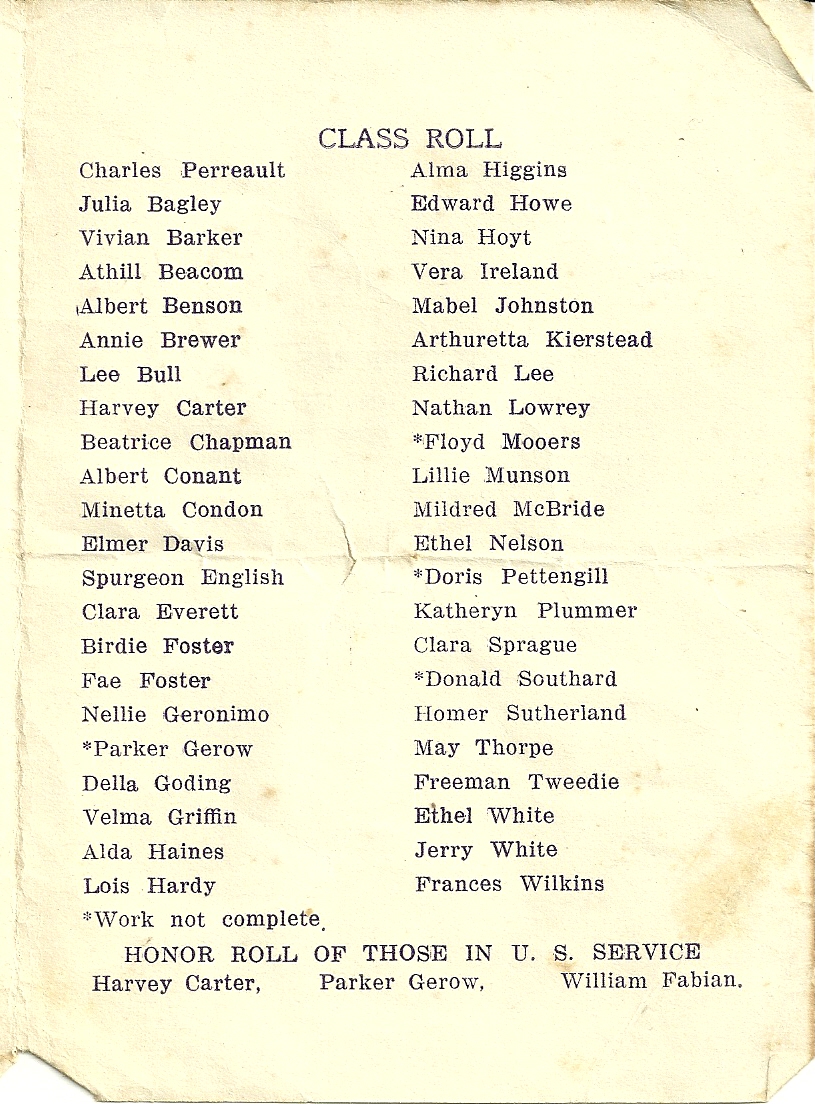 CLASS ROLL
Charles Perreault
Julia Bagley
Vivian Barker
Athill Beacom
Albert Benson
Annie Brewer
Lee Bull
Harvey Carter
Beatrice Chapman
Albert Conant
Minetta Condon
Elmer Davis
Spurgeon English
Clara Everett
Birdie Foster
Fae Foster
Nellie Geronimo
*Parker Gerow
Della Goding
Velma Griffin
Alda Haines
Lois Hardy
Alma Higgins
Edward Howe
Nina Hoyt
Vera Ireland
Mabel Johnston
Arthuretta Kierstead
Richard Lee
Nathan Lowrey
*Floyd Mooers
Lillie Munson
Mildred McBride
Ethel Nelson
*Doris Pettengill
Katheryn Plummer
Clara Sprague
*Donald Southard
Homer Sutherland
May Thorpe
Freeman Tweedie
Ethel White
Jerry White
Frances Wilkins
*Work not complete.
HONOR ROLL OF THOSE IN U. S. SERVICE
Harvey Carter, Parker Gerow, William Fabian.